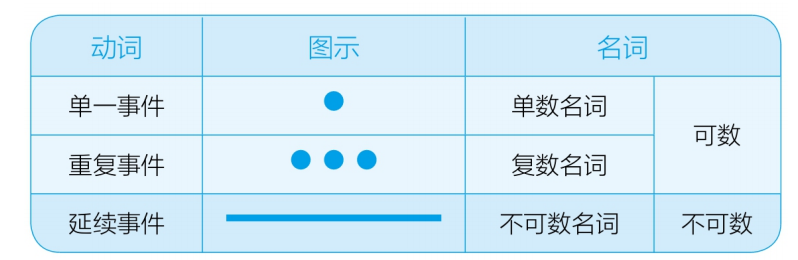 动词 图示 名词
单一事件 单数名词
可数
重复事件 复数名词
延续事件 不可数名词 不可数